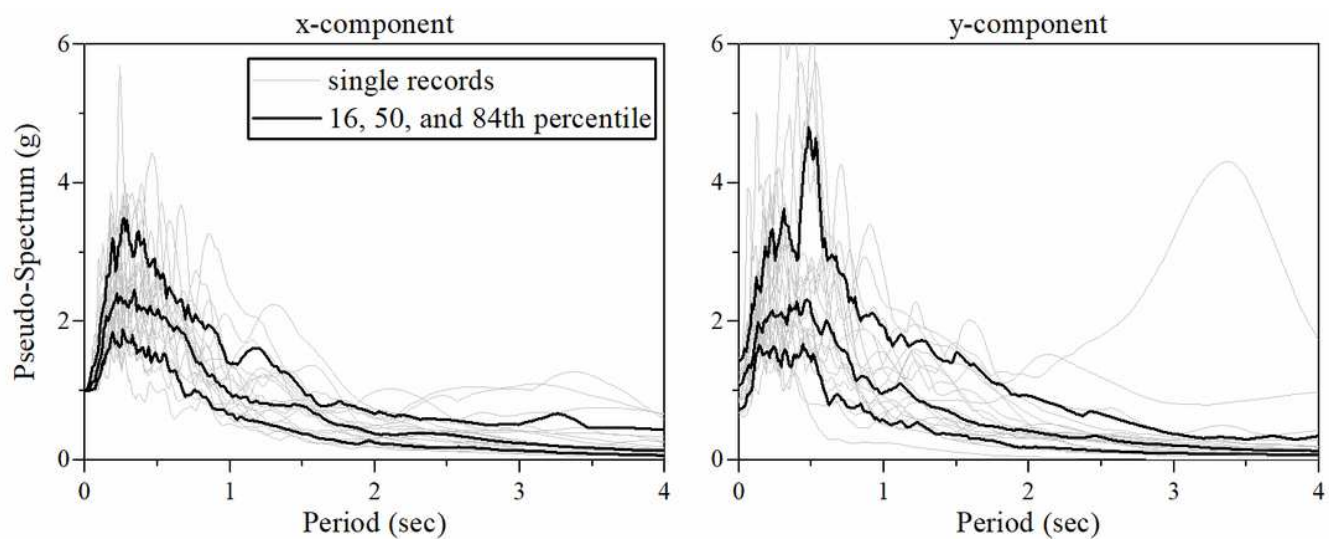 x-component
y-component
6
4
2
0
Pseudo-Spectrum (g)
single records
16, 50, and 84th percentile
0
1
2
3
4
Period (sec)
6
4
2
0
0
1
2
3
4
Period (sec)